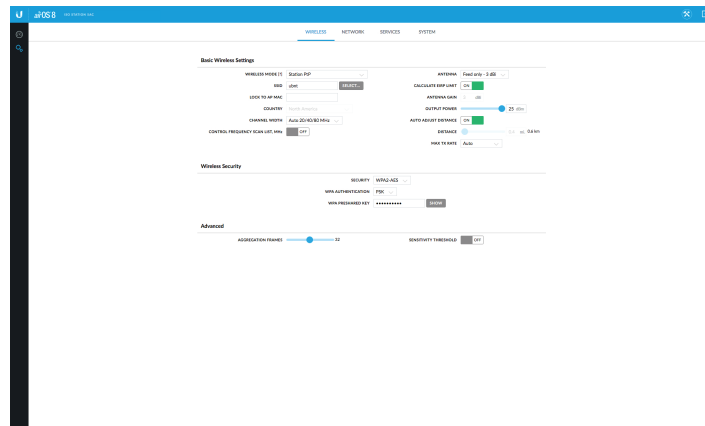 airOS 8
WIRELESS NETWORK SERVICES SYSTEM
Basic Wireless Settings
WIRELESS MODE [?] Station PtP
SSID ubnt SELECT...
LOCK TO AP MAC
COUNTRY
CHANNEL WIDTH Auto 20/40/80 MHz
CONTROL FREQUENCY SCAN LIST, MHz OFF
ANTENNA Feed only - 3 dBi
CALCULATE EIRP LIMIT ON
ANTENNA GAIN
OUTPUT POWER 25 dBm
AUTO ADJUST DISTANCE ON
DISTANCE 0.6 km
MAX TX RATE Auto
Wireless Security
SECURITY WPA2-AES
WPA AUTHENTICATION PSK
WPA PRESHARED KEY •••••••••• SHOW
Advanced
AGGREGATION FRAMES 32
SENSITIVITY THRESHOLD OFF